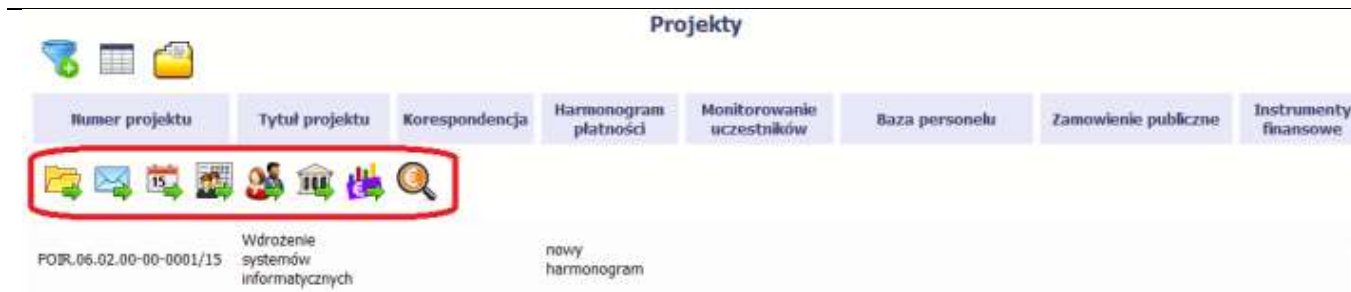 Projekty
Numer projektu Tytuł projektu Korespondencja Harmonogram płatności Monitorowanie uczestników Baza personelu Zamowienie publiczne Instrumenty finansowe
15
POIR.06.02.00-00-0001/15 Wdrożenie systemów informatycznych nowy harmonogram